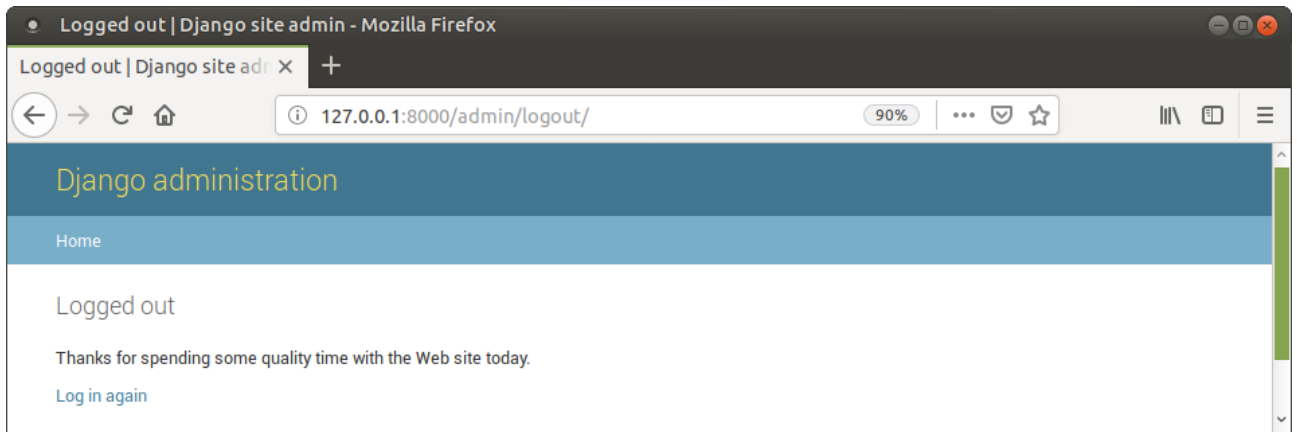 Logged out | Django site admin - Mozilla Firefox
Logged out | Django site adm
127.0.0.1:8000/admin/logout/ 90%
Django administration
Home
Logged out
Thanks for spending some quality time with the Web site today.
Log in again